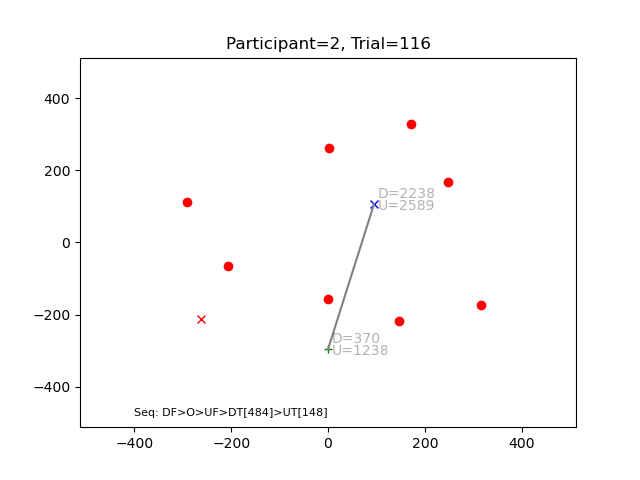 Participant=2, Trial=116
400
200
0
−200
−400
D=2238
U=2589
D=370
U=1238
Seq: DF>O>UF>DT[484]>UT[148]
−400
−200
0
200
400